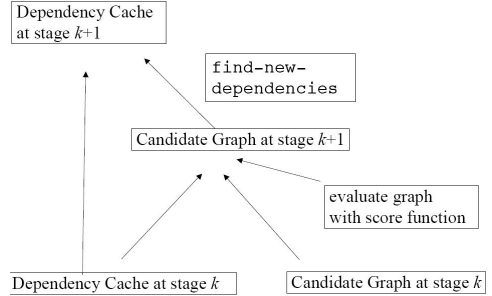 Dependency Cache
at stage k+1
find-new-
dependencies
Candidate Graph at stage k+1
evaluate graph
with score function
Dependency Cache at stage k
Candidate Graph at stage k